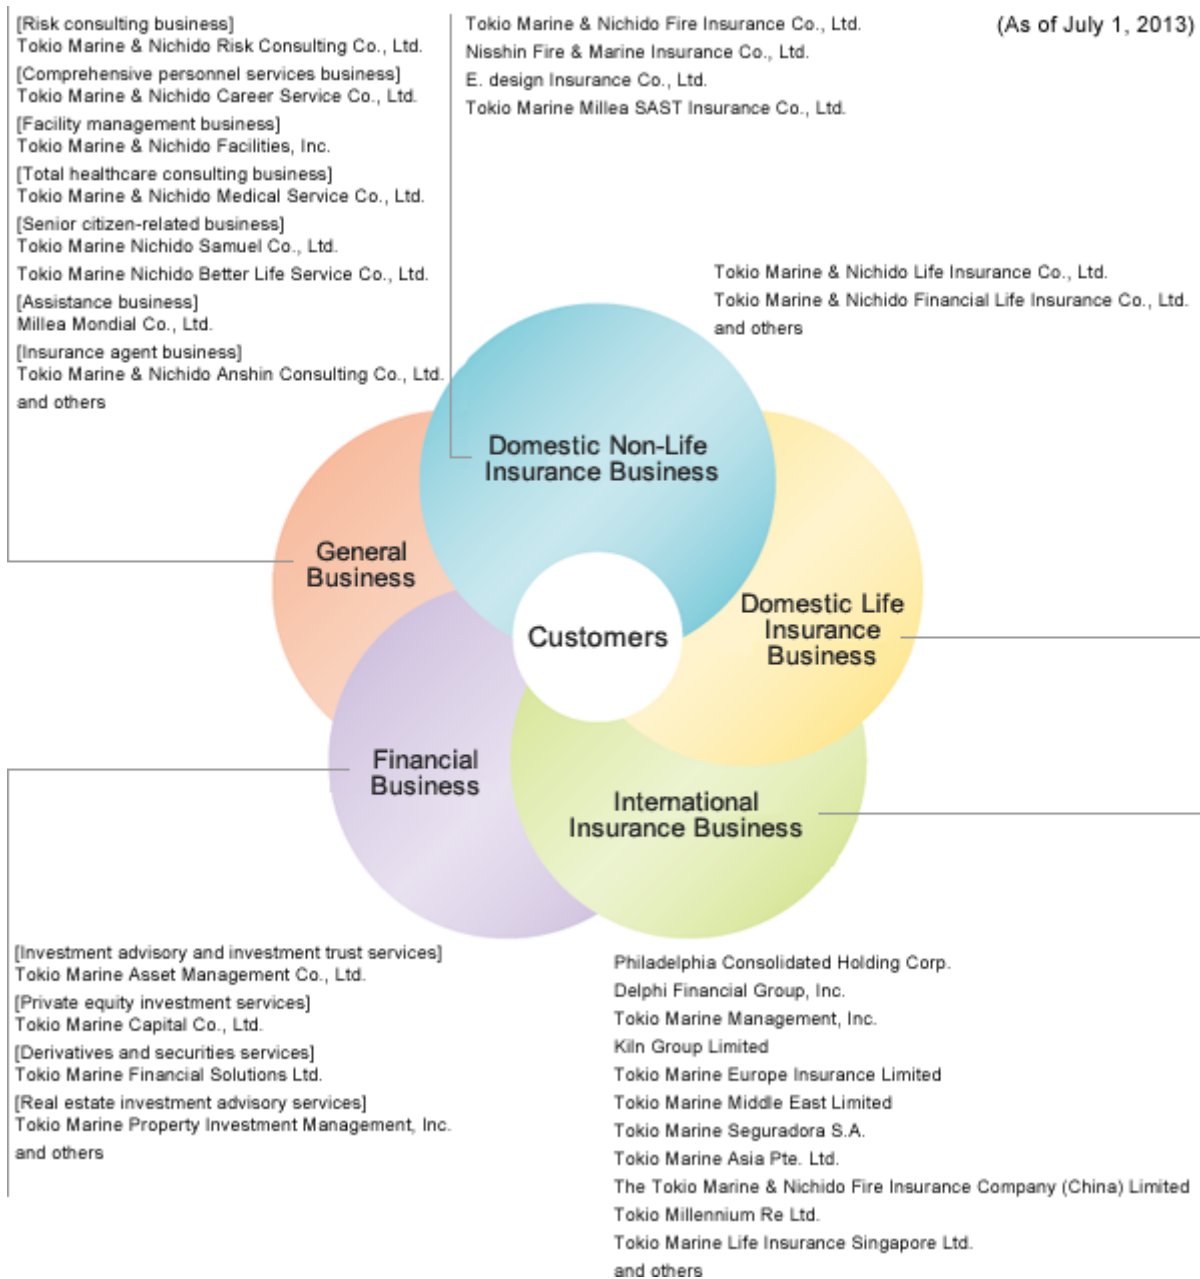 [Risk consulting business]
Tokio Marine & Nichido Risk Consulting Co., Ltd.
[Comprehensive personnel services business]
Tokio Marine & Nichido Career Service Co., Ltd.
[Facility management business]
Tokio Marine & Nichido Facilities, Inc.
[Total healthcare consulting business]
Tokio Marine & Nichido Medical Service Co., Ltd.
[Senior citizen-related business]
Tokio Marine Nichido Samuel Co., Ltd.
Tokio Marine Nichido Better Life Service Co., Ltd.
[Assistance business]
Millea Mondial Co., Ltd.
[Insurance agent business]
Tokio Marine & Nichido Anshin Consulting Co., Ltd.
and others
Tokio Marine & Nichido Fire Insurance Co., Ltd.
Nisshin Fire & Marine Insurance Co., Ltd.
E. design Insurance Co., Ltd.
Tokio Marine Millea SAST Insurance Co., Ltd.
(As of July 1, 2013)
Tokio Marine & Nichido Life Insurance Co., Ltd.
Tokio Marine & Nichido Financial Life Insurance Co., Ltd.
and others
Domestic Non-Life
Insurance Business
General
Business
Customers
Domestic Life
Insurance
Business
Financial
Business
International
Insurance Business
[Investment advisory and investment trust services]
Tokio Marine Asset Management Co., Ltd.
[Private equity investment services]
Tokio Marine Capital Co., Ltd.
[Derivatives and securities services]
Tokio Marine Financial Solutions Ltd.
[Real estate investment advisory services]
Tokio Marine Property Investment Management, Inc.
and others
Philadelphia Consolidated Holding Corp.
Delphi Financial Group, Inc.
Tokio Marine Management, Inc.
Kiln Group Limited
Tokio Marine Europe Insurance Limited
Tokio Marine Middle East Limited
Tokio Marine Seguradora S.A.
Tokio Marine Asia Pte. Ltd.
The Tokio Marine & Nichido Fire Insurance Company (China) Limited
Tokio Millennium Re Ltd.
Tokio Marine Life Insurance Singapore Ltd.
and others